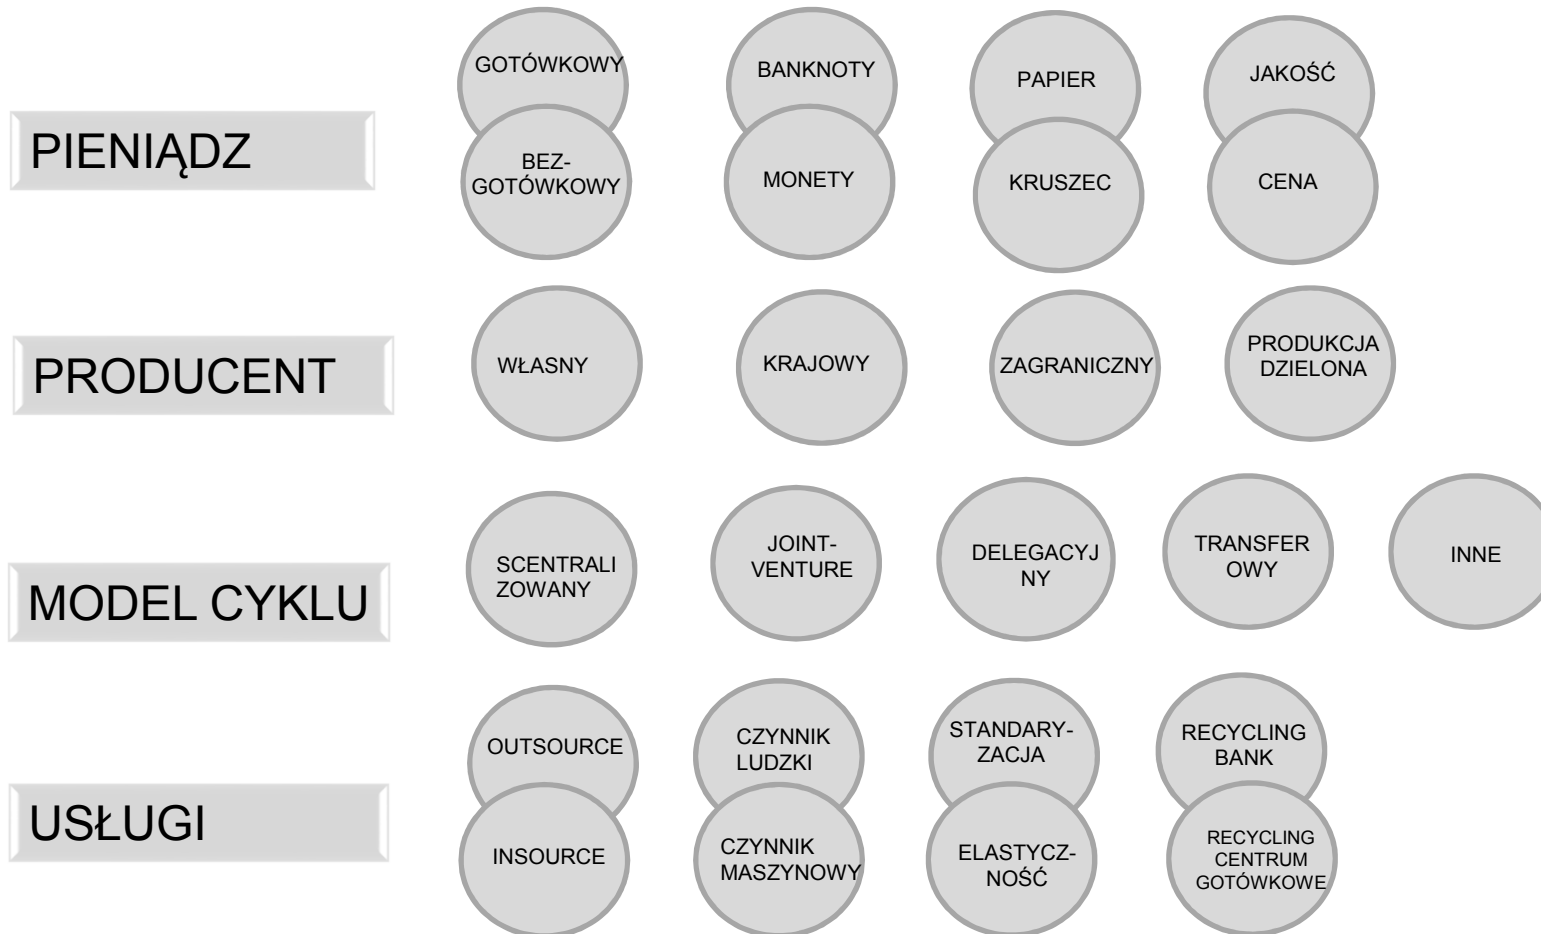 PIENIĄDZ
GOTÓWKOWY
BEZ-
GOTÓWKOWY
BANKNOTY
MONETY
PAPIER
KRUSZEC
JAKOŚĆ
CENA
PRODUCENT
WŁASNY
KRAJOWY
ZAGRANICZNY
PRODUKCJA
DZIELONA
MODEL CYKLU
SCENTRALI
ZOWANY
JOINT-
VENTURE
DELEGACYJ
NY
TRANSFER
OWY
INNE
USŁUGI
OUTSOURCE
INSOURCE
CZYNNIK
LUDZKI
CZYNNIK
MASZYNOWY
STANDARY-
ZACJA
ELASTYCZ-
NOŚĆ
RECYCLING
BANK
RECYCLING
CENTRUM
GOTÓWKOWE